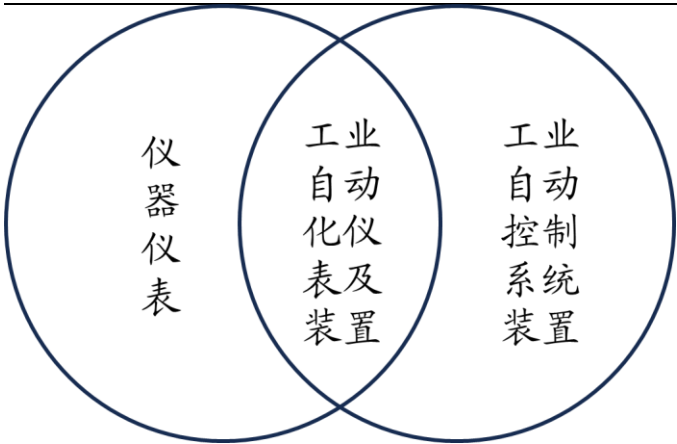 仪
器
仪
表
工业
自动
化仪
表及
装置
工业
自动
控制
系统
装置